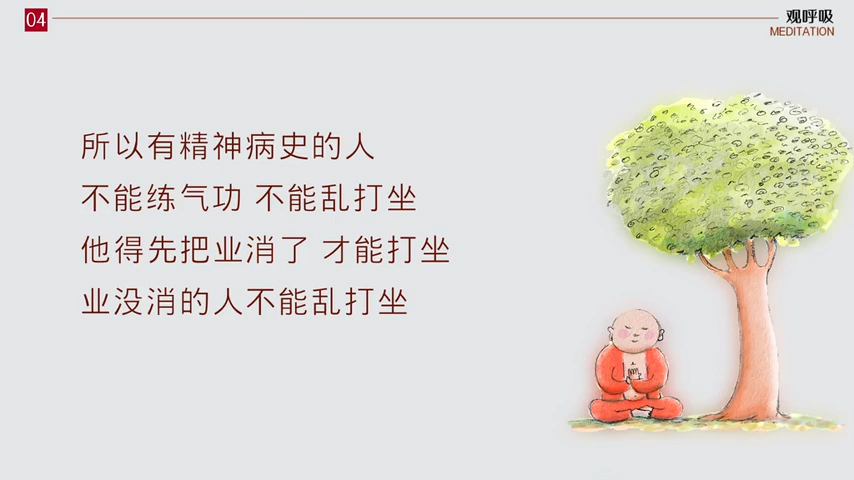 04
观呼吸
MEDITATION
所以有精神病史的人
不能练气功 不能乱打坐
他得先把业消了 才能打坐
业没消的人不能乱打坐